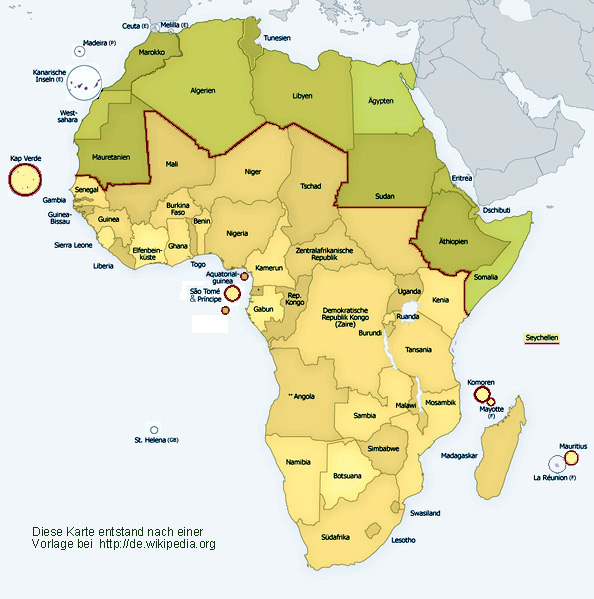 Ceuta (E)
Melilla (E)
Tunesien
Madeira (P)
Marokko
Kanarische
Inseln (E)
Algerien
Libyen
Ägypten
West-
sahara
Kap Verde
Mauretanien
Mali
Niger
Tschad
Sudan
Eritrea
Senegal
Gambia
Guinea-
Bissau
Guinea
Burkina
Faso
Benin
Nigeria
Dschibuti
Äthiopien
Sierra Leone
Elfenbein-
küste
Ghana
Zentralafrikanische
Republik
Liberia
Togo
Kamerun
Somalia
Äquatorial-
guinea
São Tomé
& Príncipe
Gabun
Rep.
Kongo
Demokratische
Republik Kongo
(Zaire)
Uganda
Kenia
Ruanda
Burundi
Tansania
Seychellen
Angola
Sambia
Malawi
Mosambik
Komoren
Mayotte
(F)
St. Helena (GB)
Simbabwe
Madagaskar
Mauritius
La Réunion (F)
Namibia
Botsuana
Swasiland
Südafrika
Lesotho
Diese Karte entstand nach einer
Vorlage bei http://de.wikipedia.org